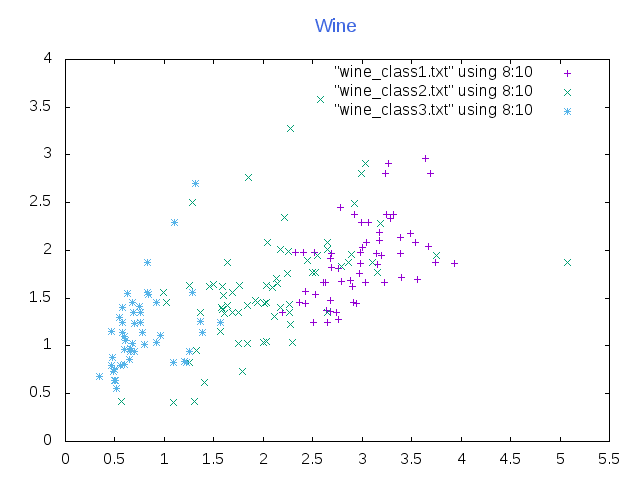 Wine
4
3.5
3
2.5
2
1.5
1
0.5
0
"wine_class1.txt" using 8:10
"wine_class2.txt" using 8:10
"wine_class3.txt" using 8:10
0 0.5 1 1.5 2 2.5 3 3.5 4 4.5 5 5.5